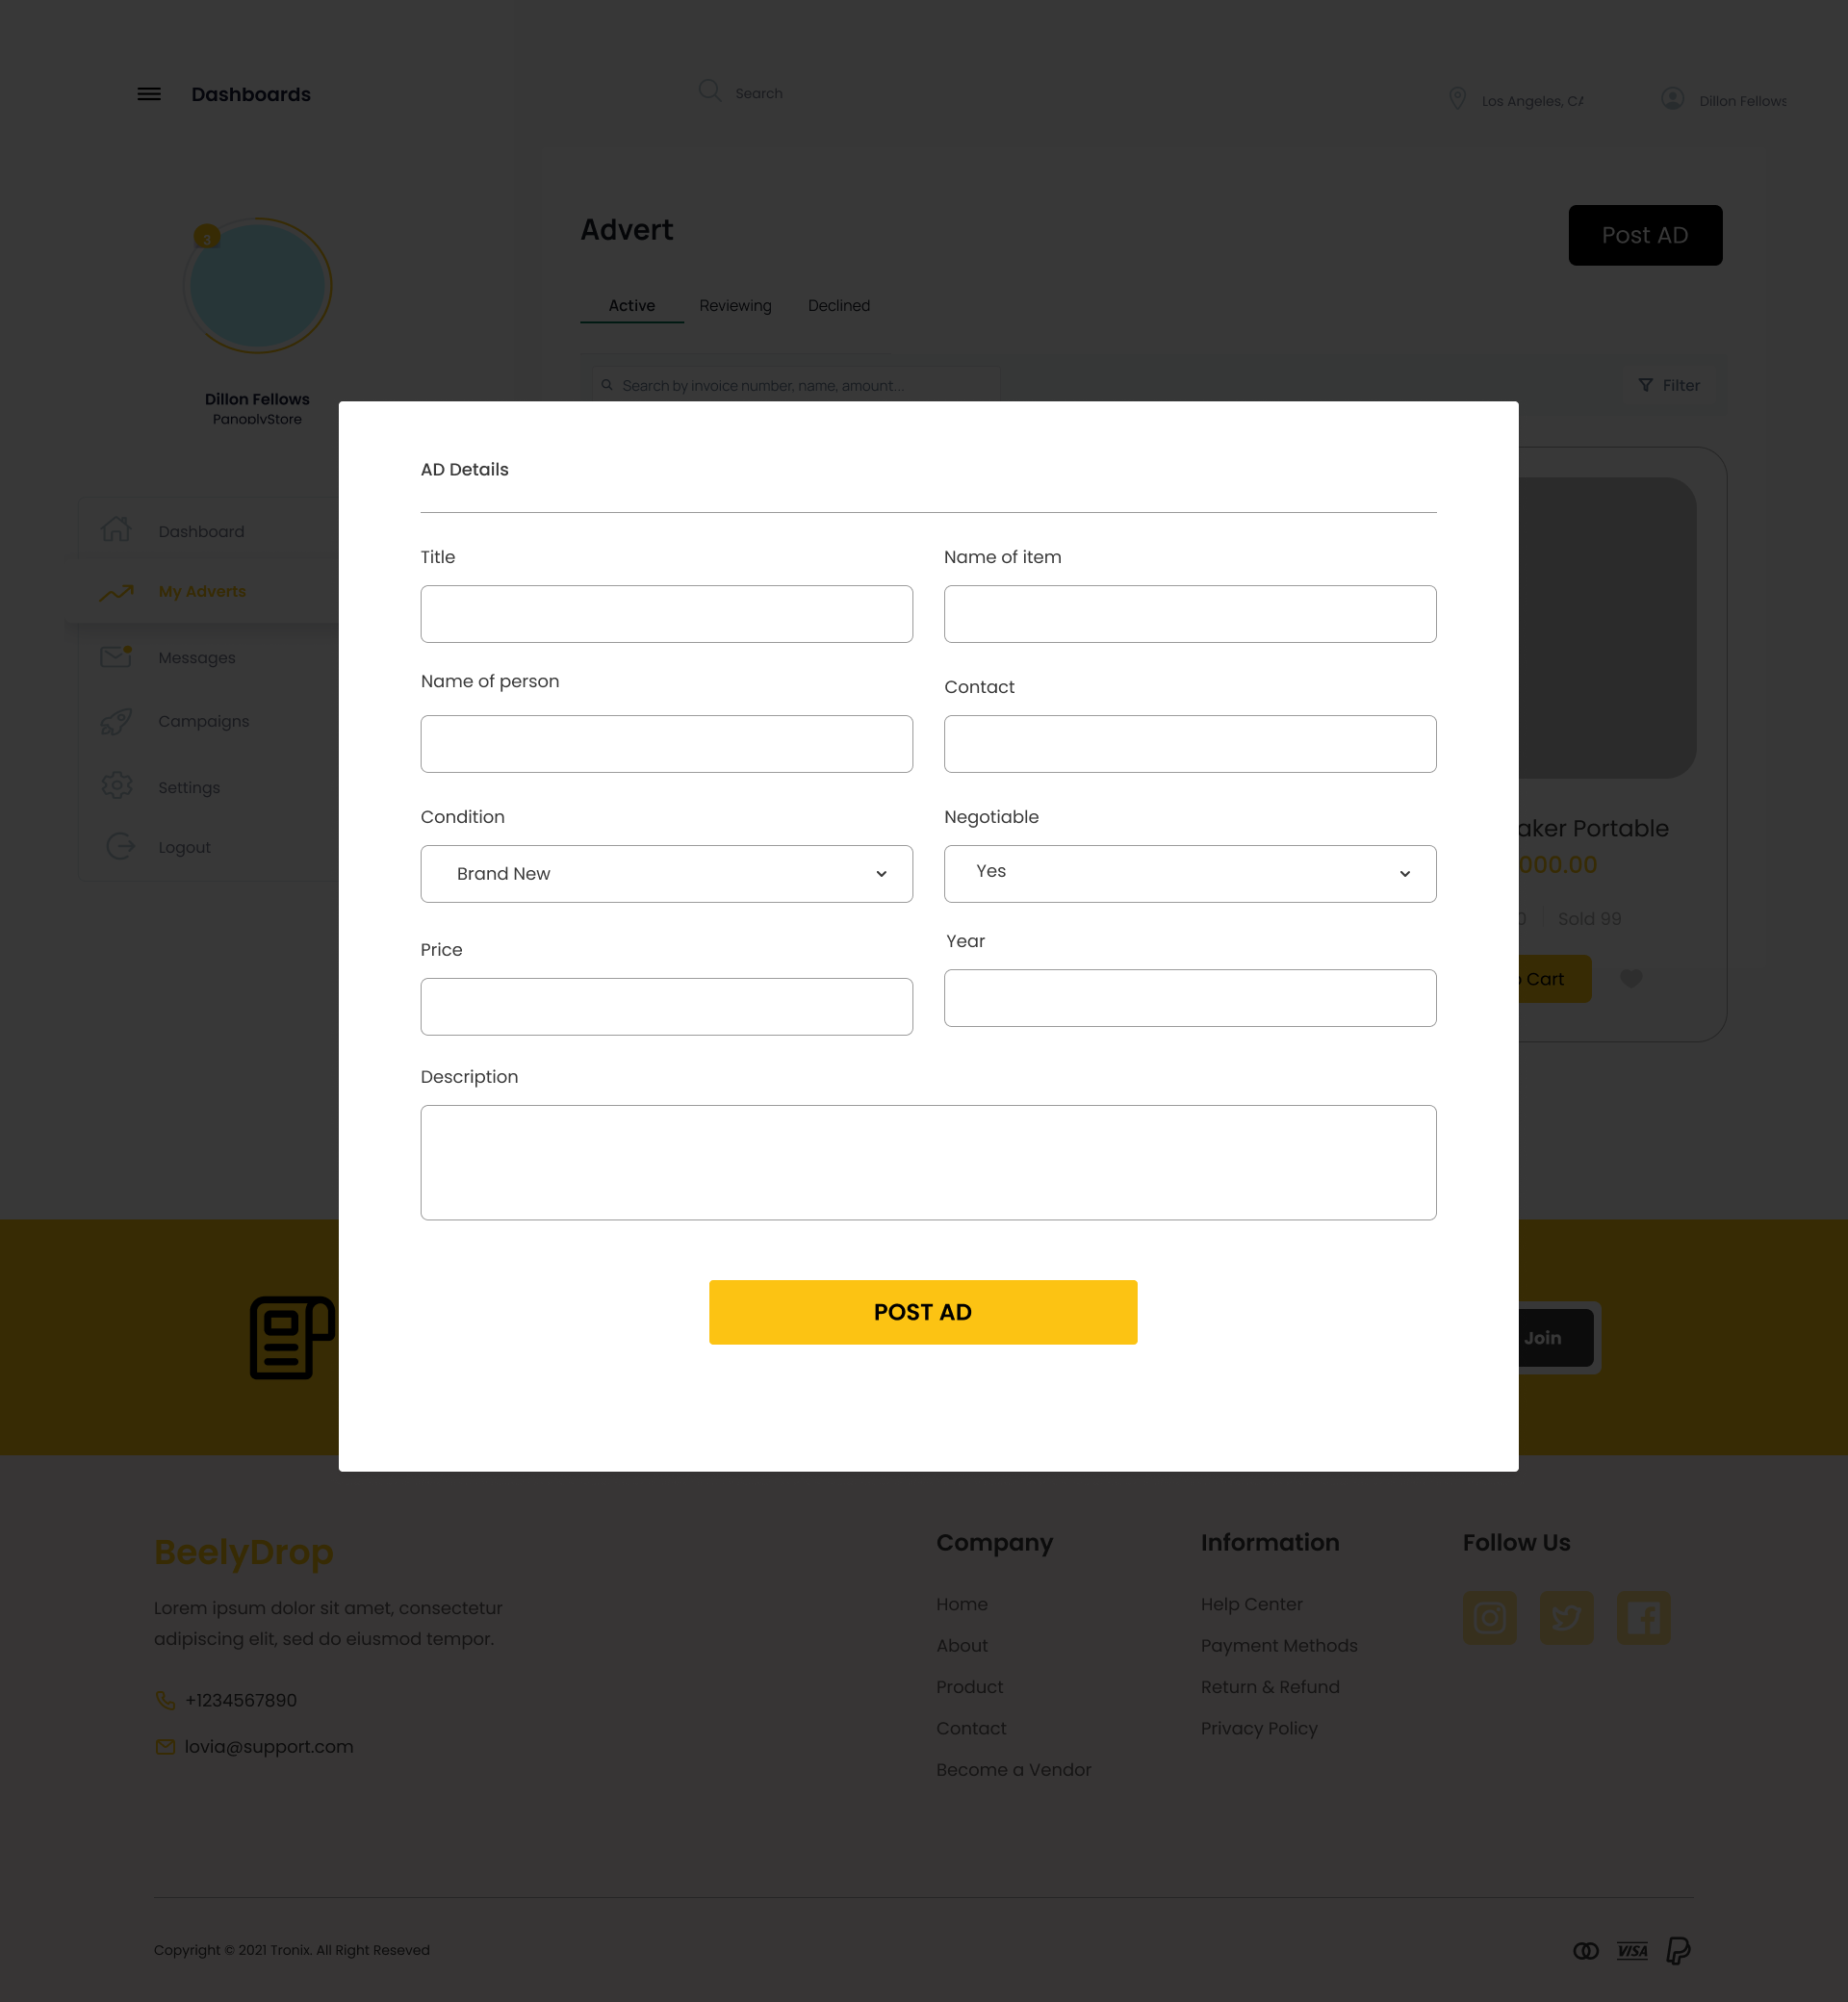 Dashboards
Search
Los Angeles, CA
Dillon Fellows
3
Dillon Fellows
PanoplyStore
Dashboard
My Adverts
Messages
Campaigns
Settings
Logout
Advert
Post AD
Active Reviewing Declined
Search by invoice number, name, amount...
Filter
AD Details
Title
Name of item
Name of person
Contact
Condition
Negotiable
Brand New
Yes
Price
Year
Description
POST AD
Portable
000.00
Sold 99
Cart
Join
BeelyDrop
Lorem ipsum dolor sit amet, consectetur
adipiscing elit, sed do eiusmod tempor.
+1234567890
lovia@support.com
Company
Home
About
Product
Contact
Become a Vendor
Information
Help Center
Payment Methods
Return & Refund
Privacy Policy
Follow Us
Copyright © 2021 Tronix. All Right Reseved
VISA